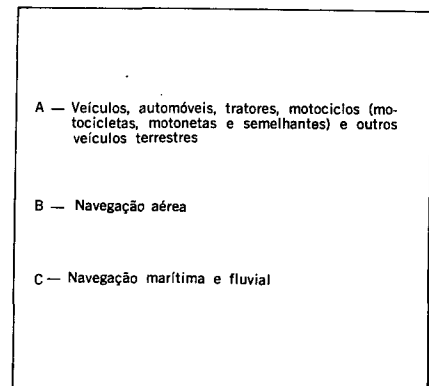 A — Veículos, automóveis, tratores, motociclos (mo-
tocicletas, motonetas e semelhantes) e outros
veículos terrestres
B — Navegação aérea
C — Navegação marítima e fluvial